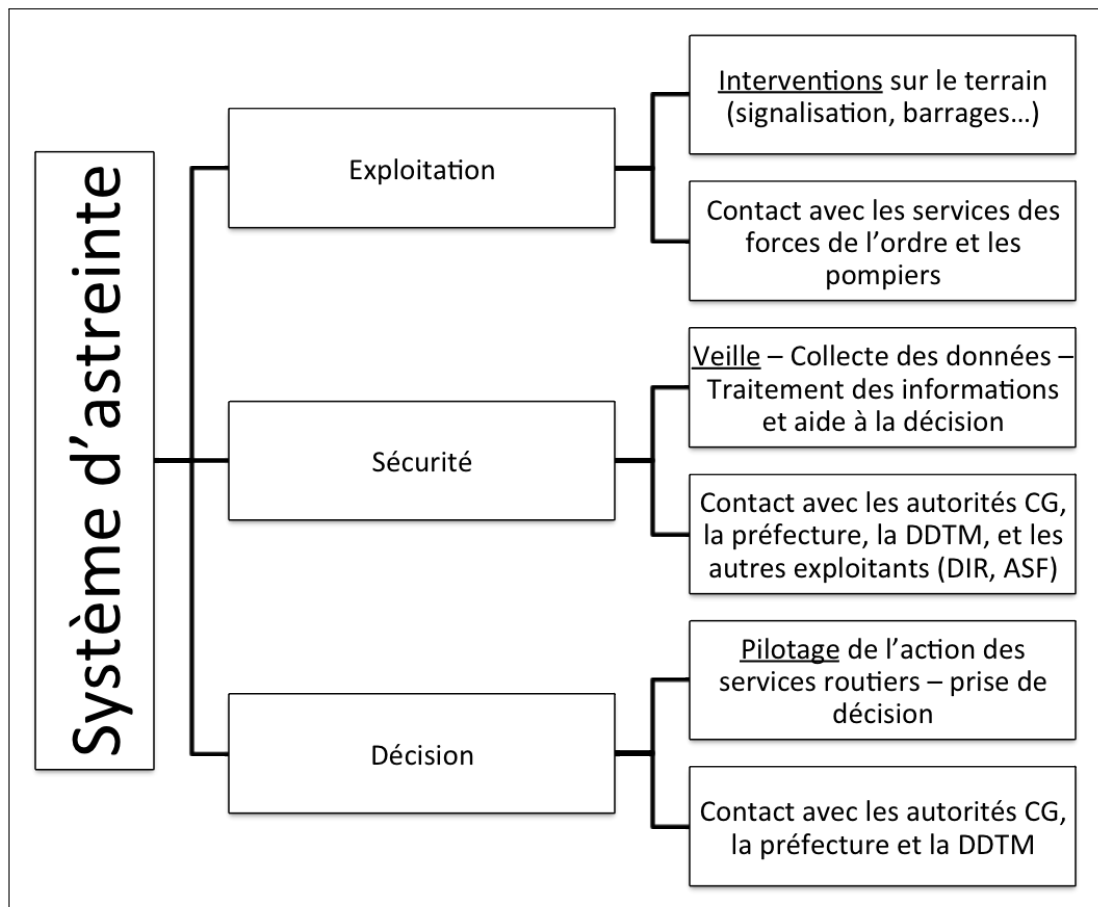 Système d’astreinte
Exploitation
Interventions sur le terrain
(signalisation, barrages…)
Contact avec les services des
forces de l’ordre et les
pompiers
Sécurité
Veille – Collecte des données –
Traitement des informations
et aide à la décision
Contact avec les autorités CG,
la préfecture, la DDTM, et les
autres exploitants (DIR, ASF)
Décision
Pilotage de l’action des
services routiers – prise de
décision
Contact avec les autorités CG,
la préfecture et la DDTM